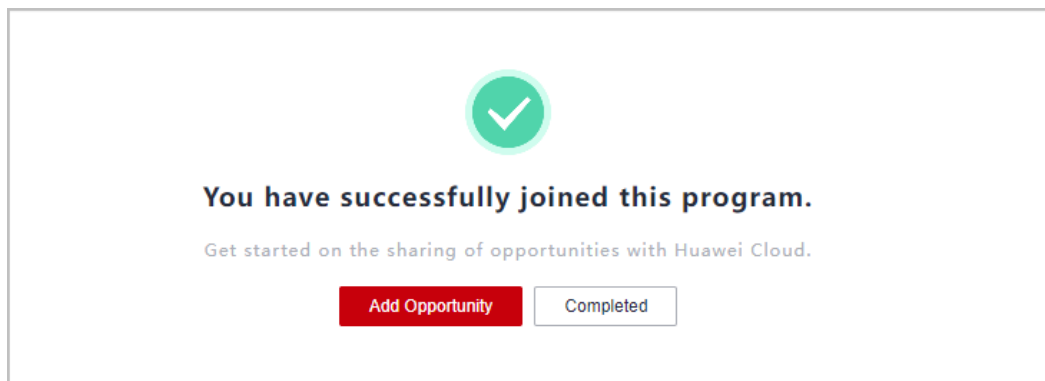 You have successfully joined this program.
Get started on the sharing of opportunities with Huawei Cloud.
Add Opportunity
Completed